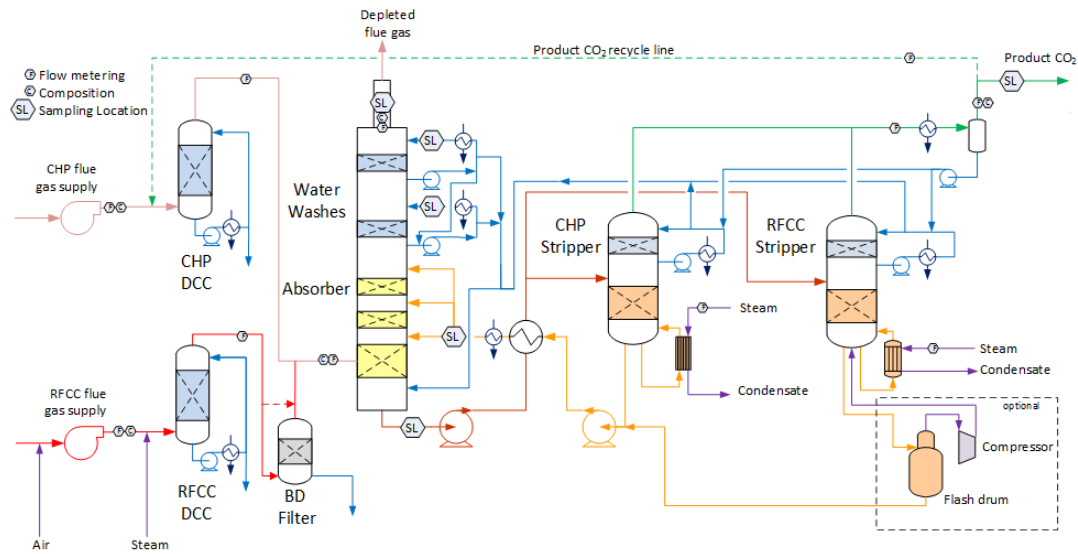 Depleted
flue gas
Product CO2 recycle line
Product CO2
F Flow metering
C Composition
SL Sampling Location
SL
SL
F
F
F C
C
F
F
SL
F
CHP flue
gas supply
F C
Water
Washes
SL
CHP
Stripper
RFCC
Stripper
CHP
DCC
Absorber
F
Steam
SL
F
C F
F
Steam
Condensate
RFCC flue
gas supply
Condensate
F C
SL
optional
Compressor
RFCC
DCC
BD
Filter
Flash drum
Air
Steam